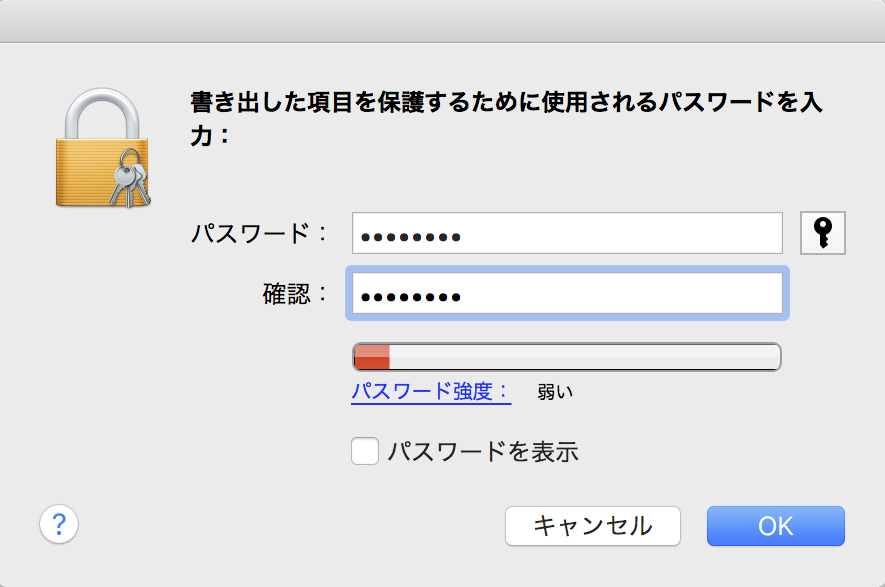 書き出した項目を保護するために使用されるパスワードを入
力：
パスワード： ●●●●●●●●
確認： ●●●●●●●●
パスワード強度： 弱い
パスワードを表示
? キャンセル OK